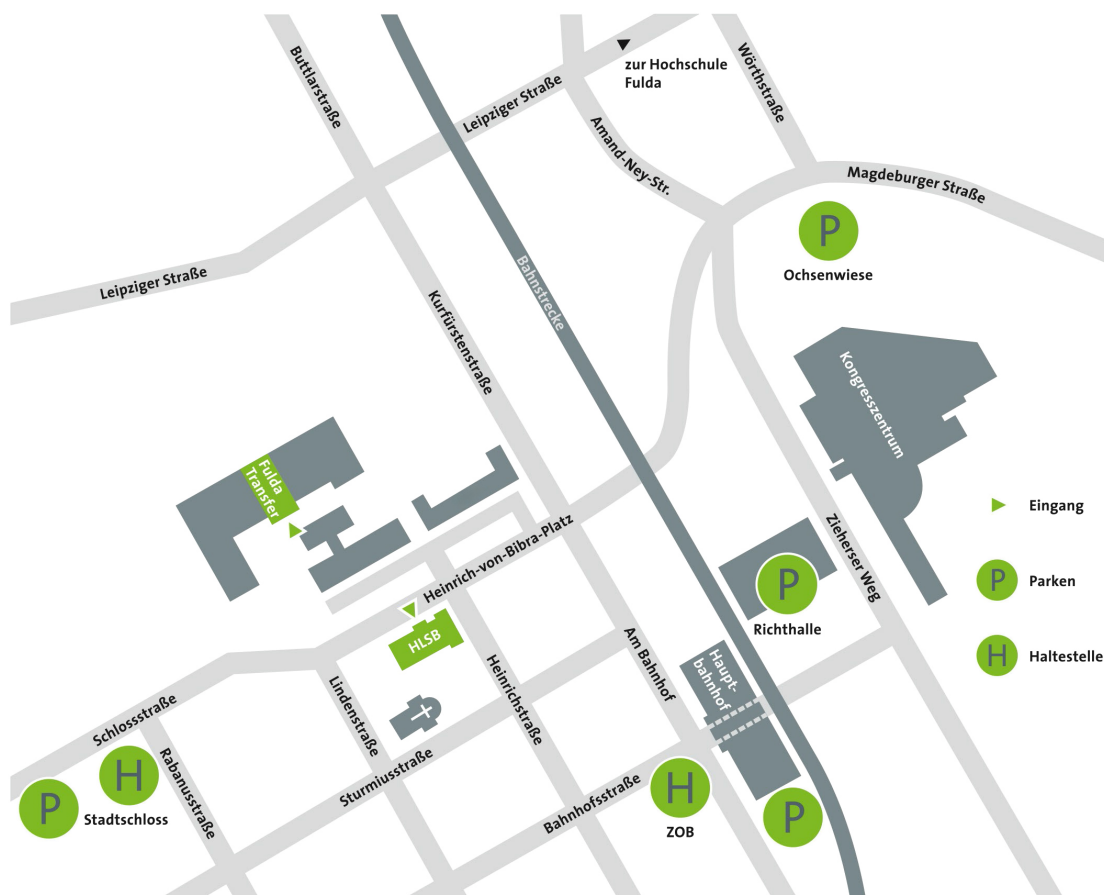 Buttlarstraße
zur Hochschule
Fulda
Wörthstraße
Leipziger Straße
Amand-Ney-Str.
Magdeburger Straße
P
Ochsenwiese
Leipziger Straße
Bahnstrecke
Kurfürstenstraße
Kongresszentrum
Fulda
Transfer
Heinrich-von-Bibra-Platz
Zieherser Weg
Eingang
P
Parken
P
Richthalle
HLSB
H
Haltestelle
Am Bahnhof
Haupt-
bahnhof
Heinrichstraße
Lindenstraße
Schlossstraße
Rabanusstraße
Sturmiusstraße
Bahnhofsstraße
H
P
Stadtschloss
H
ZOB
P